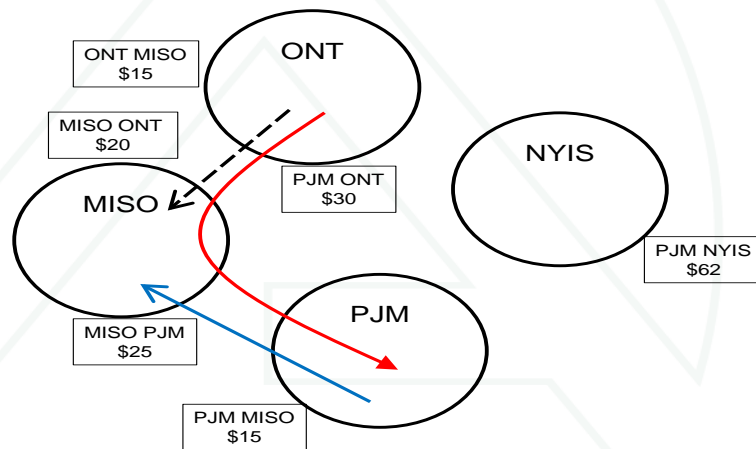 ONT
ONT MISO
$15
MISO ONT
$20
NYIS
PJM ONT
$30
MISO
PJM NYIS
$62
PJM
MISO PJM
$25
PJM MISO
$15